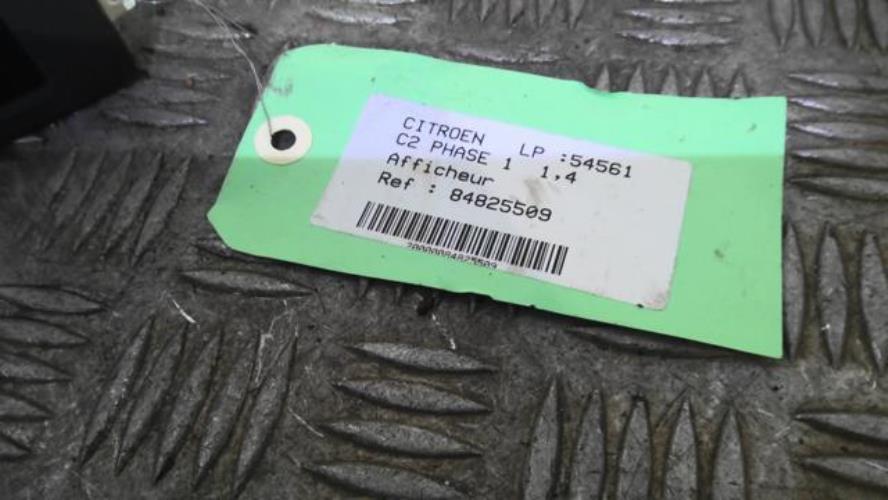 CITROEN LP :54561
C2 PHASE 1 1,4
Afficheur
Ref : 84825509